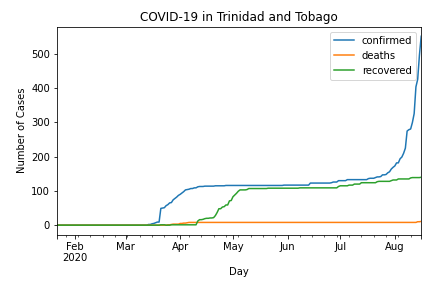 COVID-19 in Trinidad and Tobago
confirmed
deaths
recovered
Number of Cases
500
400
300
200
100
0
Feb Mar Apr May Jun Jul Aug
2020
Day